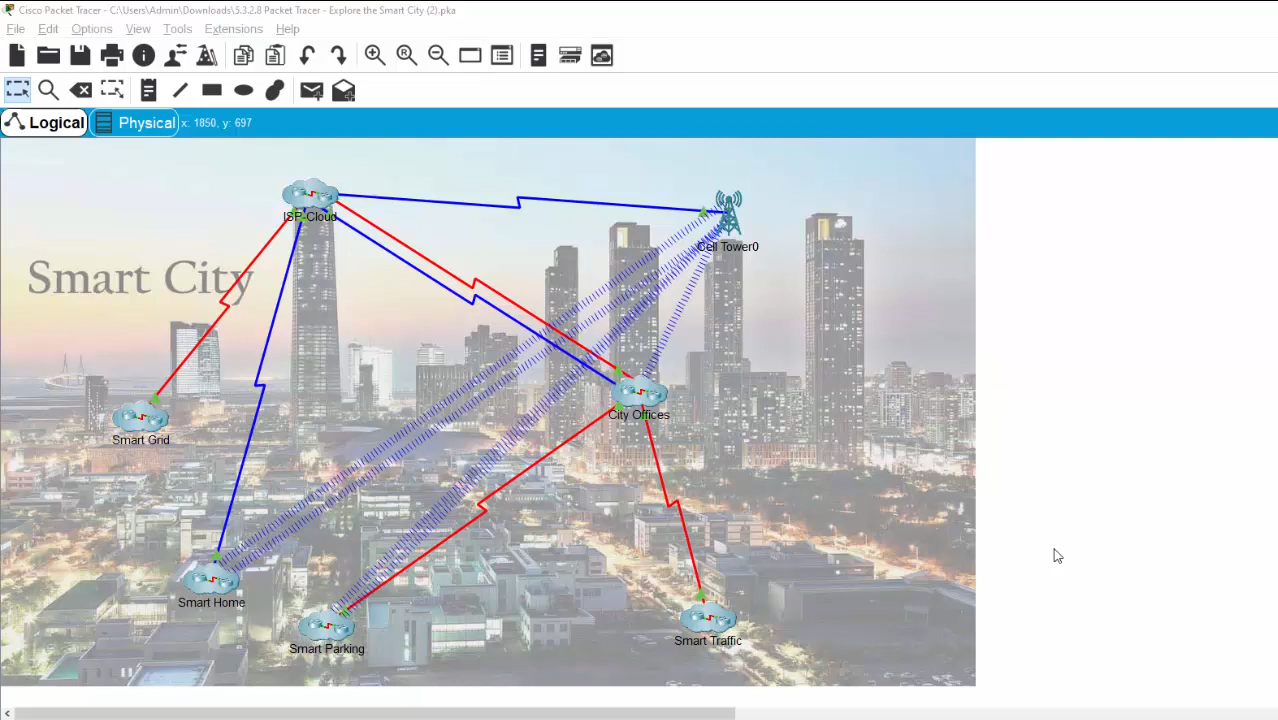 Cisco Packet Tracer - C:\Users\Admin\Downloads\5.3.2.8 Packet Tracer - Explore the Smart City (2).pka
File Edit Options View Tools Extensions Help
Logical Physical x: 1850, y: 697
ISP-Cloud
Cell Tower0
Smart City
City Offices
Smart Grid
Smart Home
Smart Traffic
Smart Parking